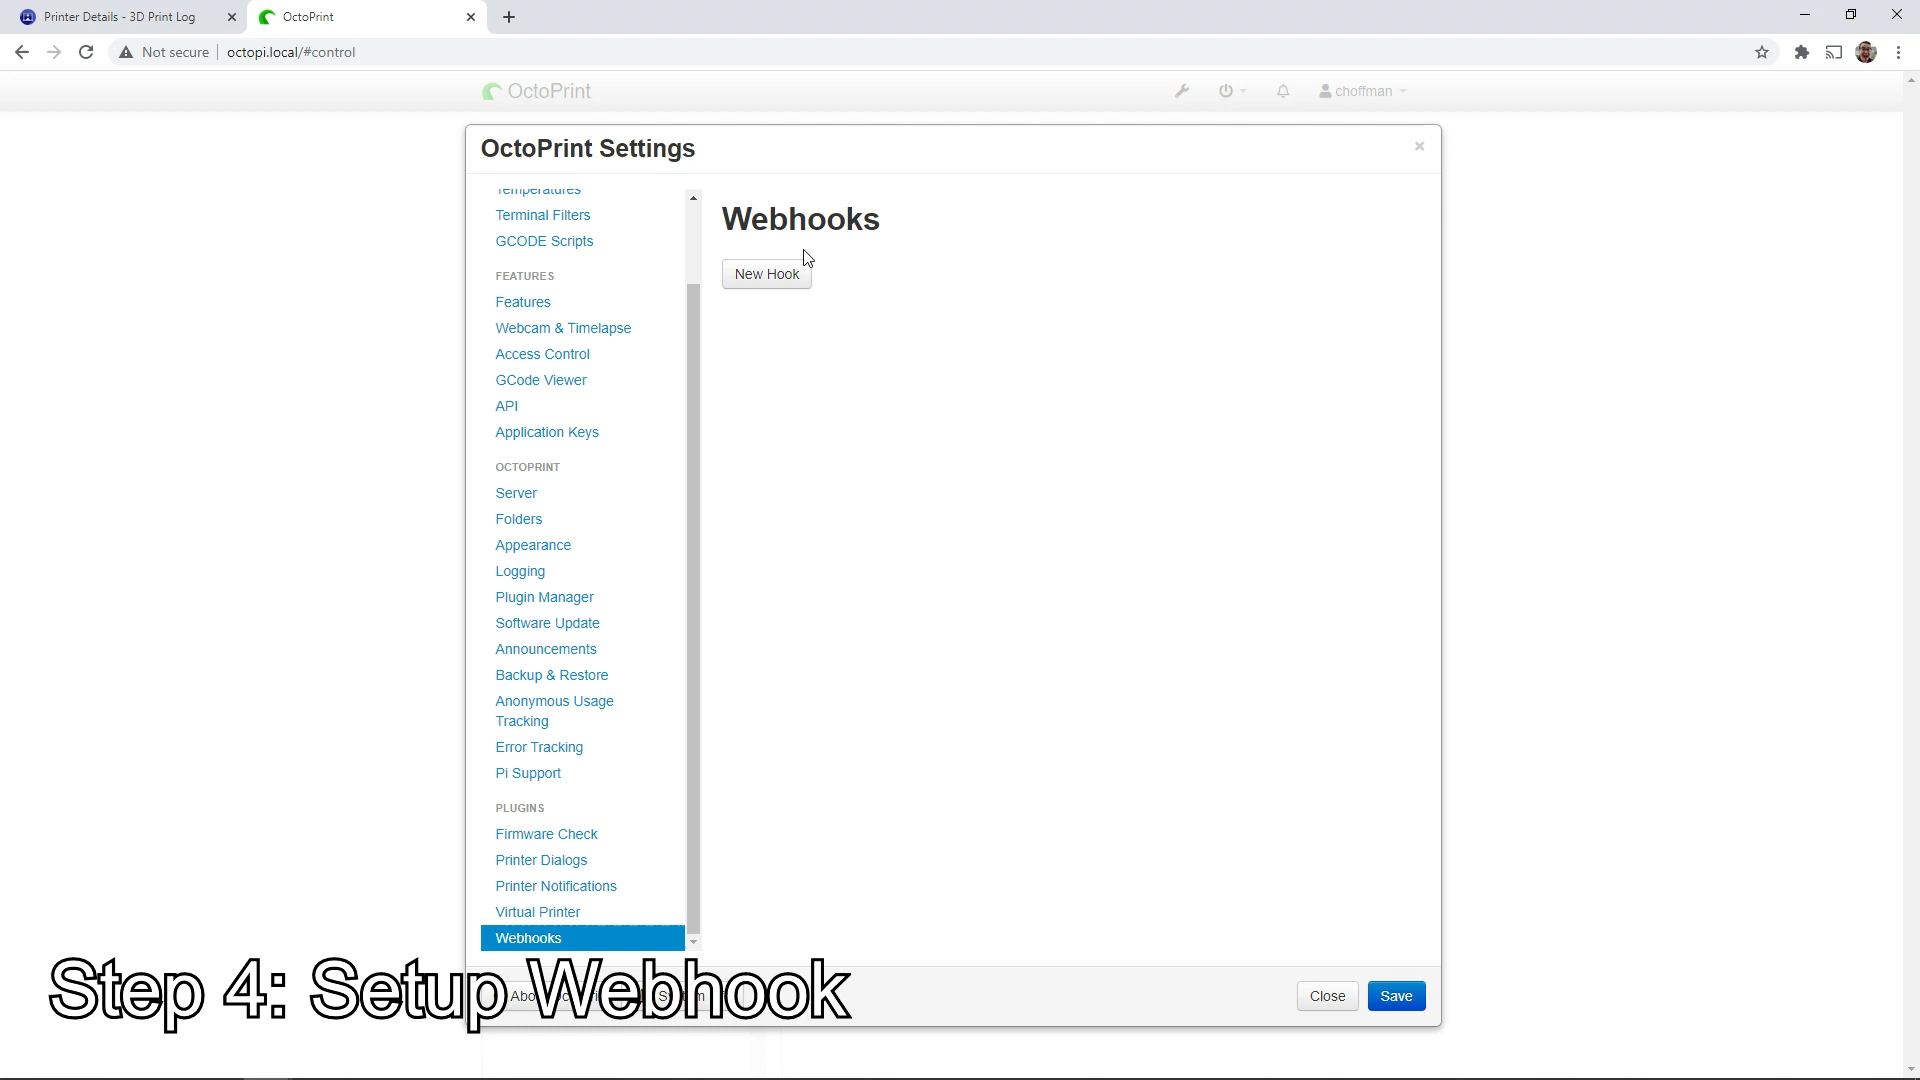 Printer Details - 3D Print Log
OctoPrint
Not secure
octopi.local/#control
OctoPrint
choffman
OctoPrint Settings
Temperatures
Terminal Filters
GCODE Scripts
FEATURES
Features
Webcam & Timelapse
Access Control
GCode Viewer
API
Application Keys
OCTOPRINT
Server
Folders
Appearance
Logging
Plugin Manager
Software Update
Announcements
Backup & Restore
Anonymous Usage
Tracking
Error Tracking
Pi Support
PLUGINS
Firmware Check
Printer Dialogs
Printer Notifications
Virtual Printer
Webhooks
Webhooks
New Hook
Close
Save
Step 4: Setup Webhook